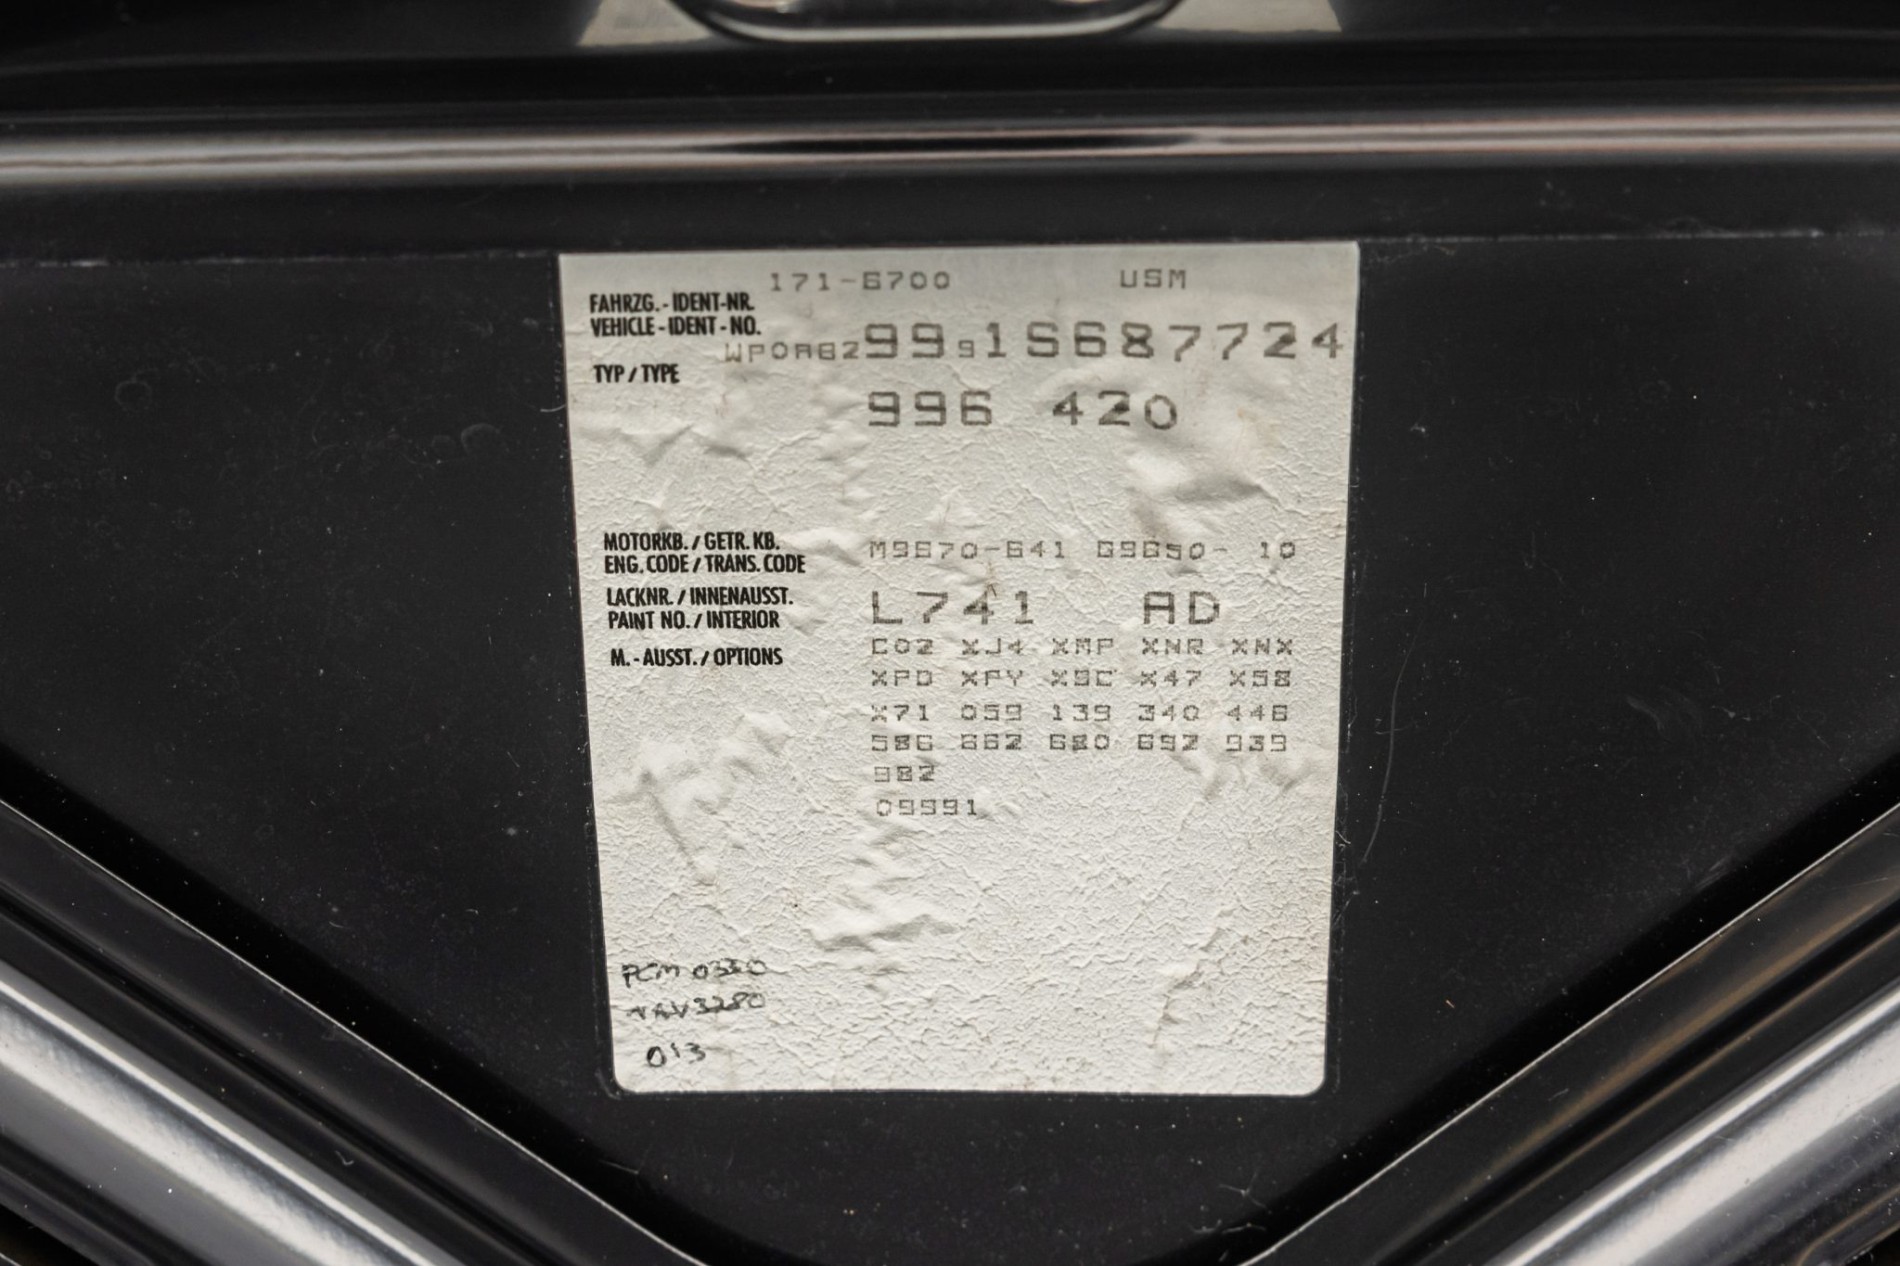 171-6700 USM
FAHRZG.-IDENT-NR.
VEHICLE-IDENT-NO.
WP0AB2991S687724
TYP / TYPE
996 420
MOTORKB. / GETR. KB.
ENG. CODE / TRANS. CODE
M9670-641 G9650- 10
LACKNR. / INNENAUSST.
PAINT NO. / INTERIOR
L741 AD
M.-AUSST. / OPTIONS
C02 XJ4 XMP XNR XNX
XPD XPY XSC X47 X58
X71 059 139 340 446
586 662 680 692 939
982
09991
PCM
013